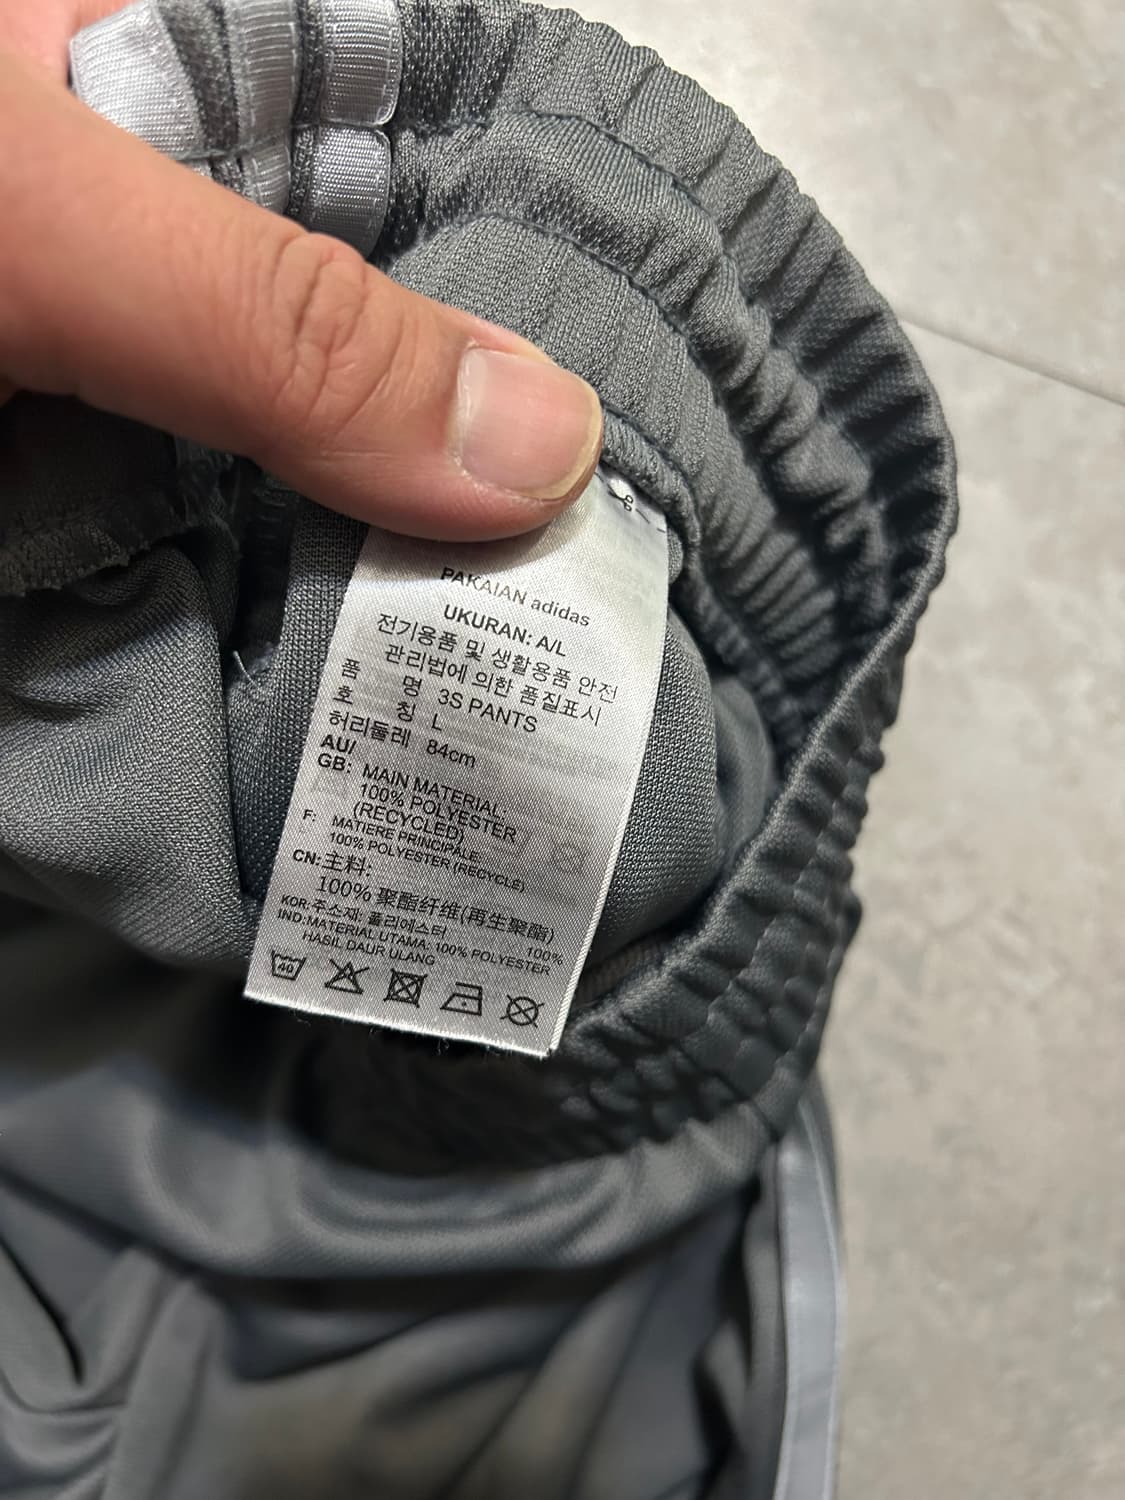 PAKAIAN adidas
UKURAN: A/L
전기용품 및 생활용품 안전
관리법에 의한 품질표시
품 명 3S PANTS
호 칭 L
허리둘레 84cm
AU/
GB: MAIN MATERIAL:
100% POLYESTER
(RECYCLED)
F: MATIERE PRINCIPALE:
100% POLYESTER (RECYCLE)
CN: 主料:
100% 聚酯纤维(再生聚酯)
KOR: 주소재: 폴리에스터 100%
IND: MATERIAL UTAMA: 100% POLYESTER
HASIL DAUR ULANG
40